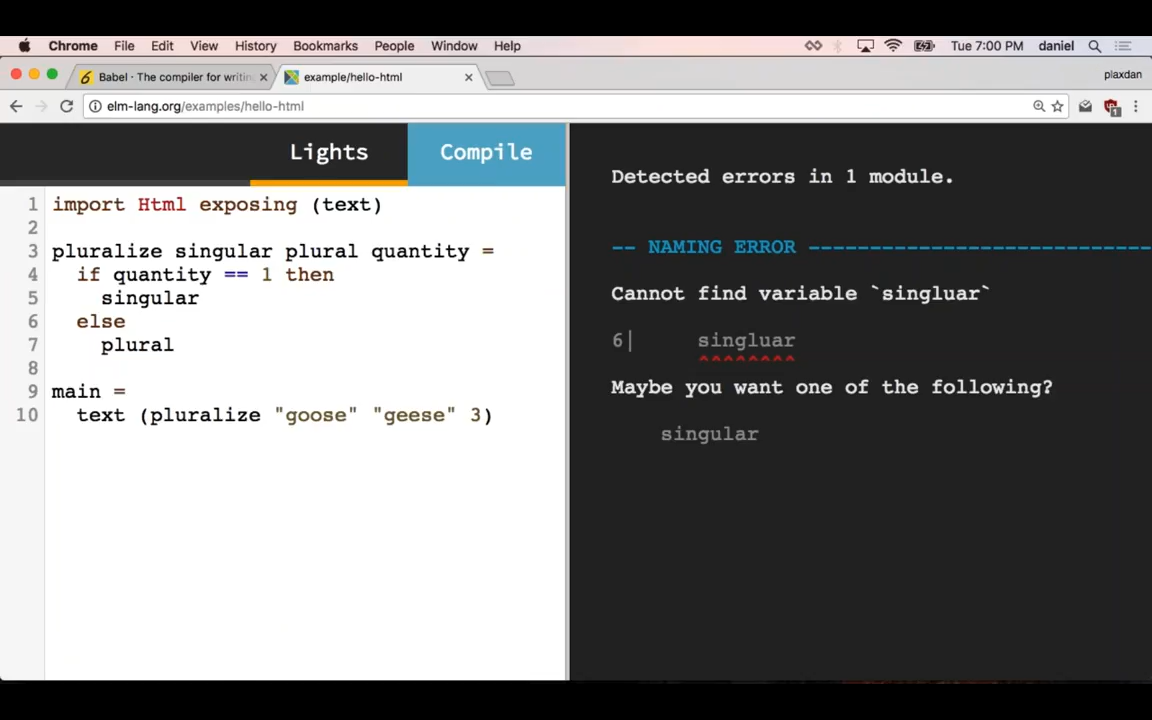 Chrome File Edit View History Bookmarks People Window Help Tue 7:00 PM daniel
Babel · The compiler for writin example/hello-html plaxdan
elm-lang.org/examples/hello-html
Lights Compile
1 import Html exposing (text)
2
3 pluralize singular plural quantity =
4 if quantity == 1 then
5 singular
6 else
7 plural
8
9 main =
10 text (pluralize "goose" "geese" 3)
Detected errors in 1 module.
-- NAMING ERROR ----------------------------
Cannot find variable `singluar`
6| singluar
^^^^^^^^
Maybe you want one of the following?
singular